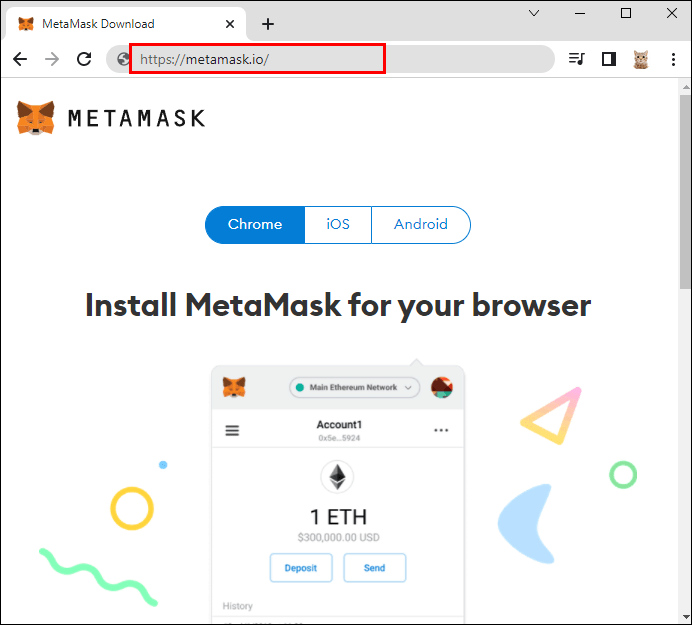 MetaMask Download
https://metamask.io/
METAMASK
Chrome
iOS
Android
Install MetaMask for your browser
Main Ethereum Network
Account1
0x5e...5924
1 ETH
$300,000.00 USD
Deposit
Send
History